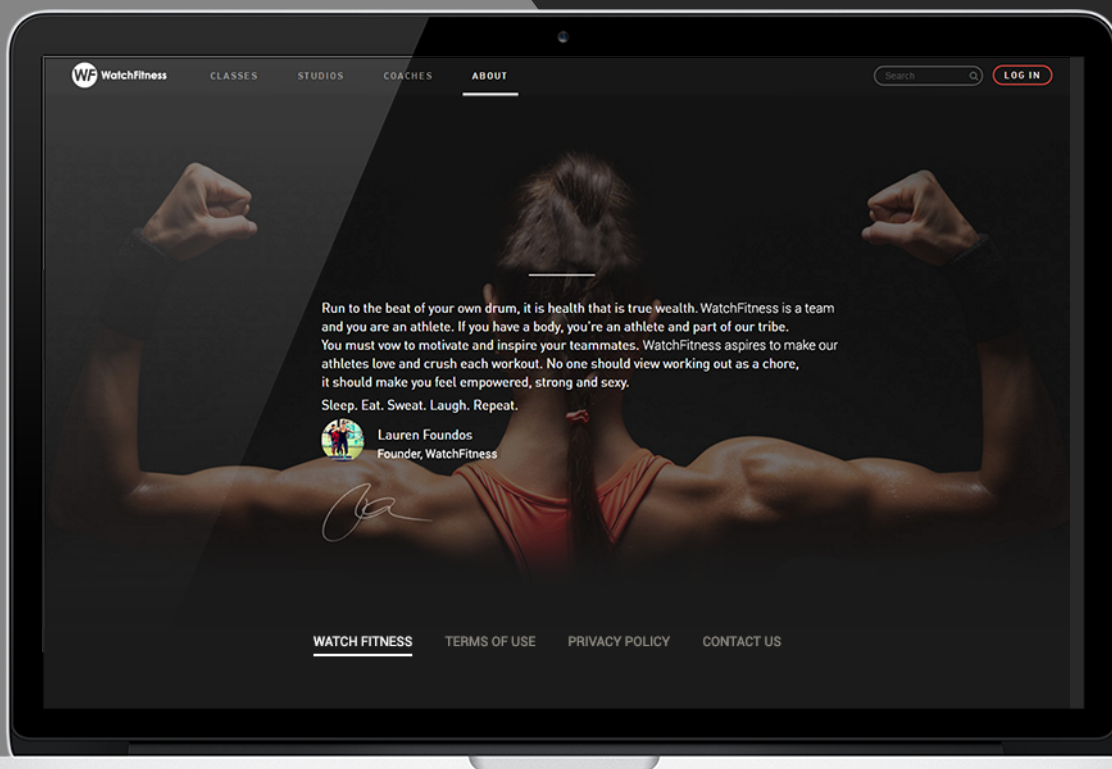 WF WatchFitness CLASSES STUDIOS COACHES ABOUT Search LOG IN
Run to the beat of your own drum, it is health that is true wealth. WatchFitness is a team
and you are an athlete. If you have a body, you're an athlete and part of our tribe.
You must vow to motivate and inspire your teammates. WatchFitness aspires to make our
athletes love and crush each workout. No one should view working out as a chore,
it should make you feel empowered, strong and sexy.
Sleep. Eat. Sweat. Laugh. Repeat.
Lauren Foundos
Founder, WatchFitness
WATCH FITNESS TERMS OF USE PRIVACY POLICY CONTACT US